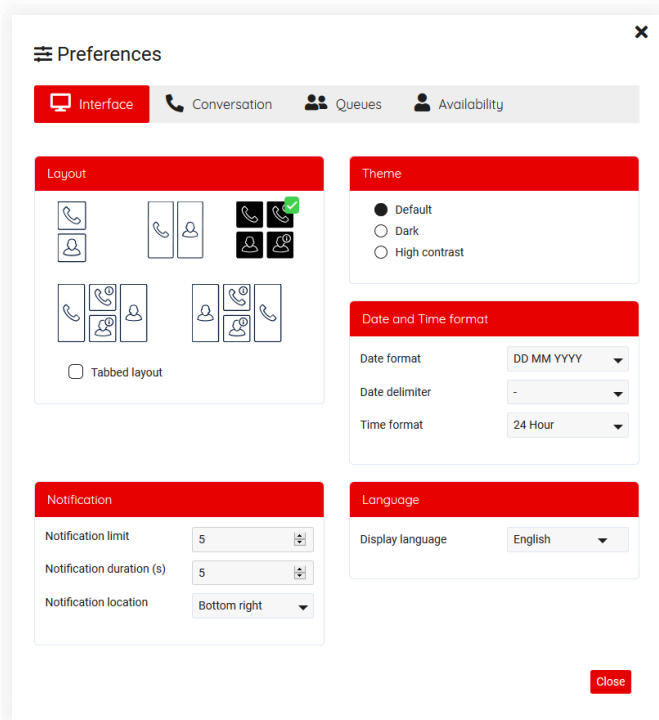 Preferences
Interface
Conversation
Queues
Availability
Layout
Tabbed layout
Theme
Default
Dark
High contrast
Date and Time format
Date format DD MM YYYY
Date delimiter -
Time format 24 Hour
Notification
Notification limit 5
Notification duration (s) 5
Notification location Bottom right
Language
Display language English
Close